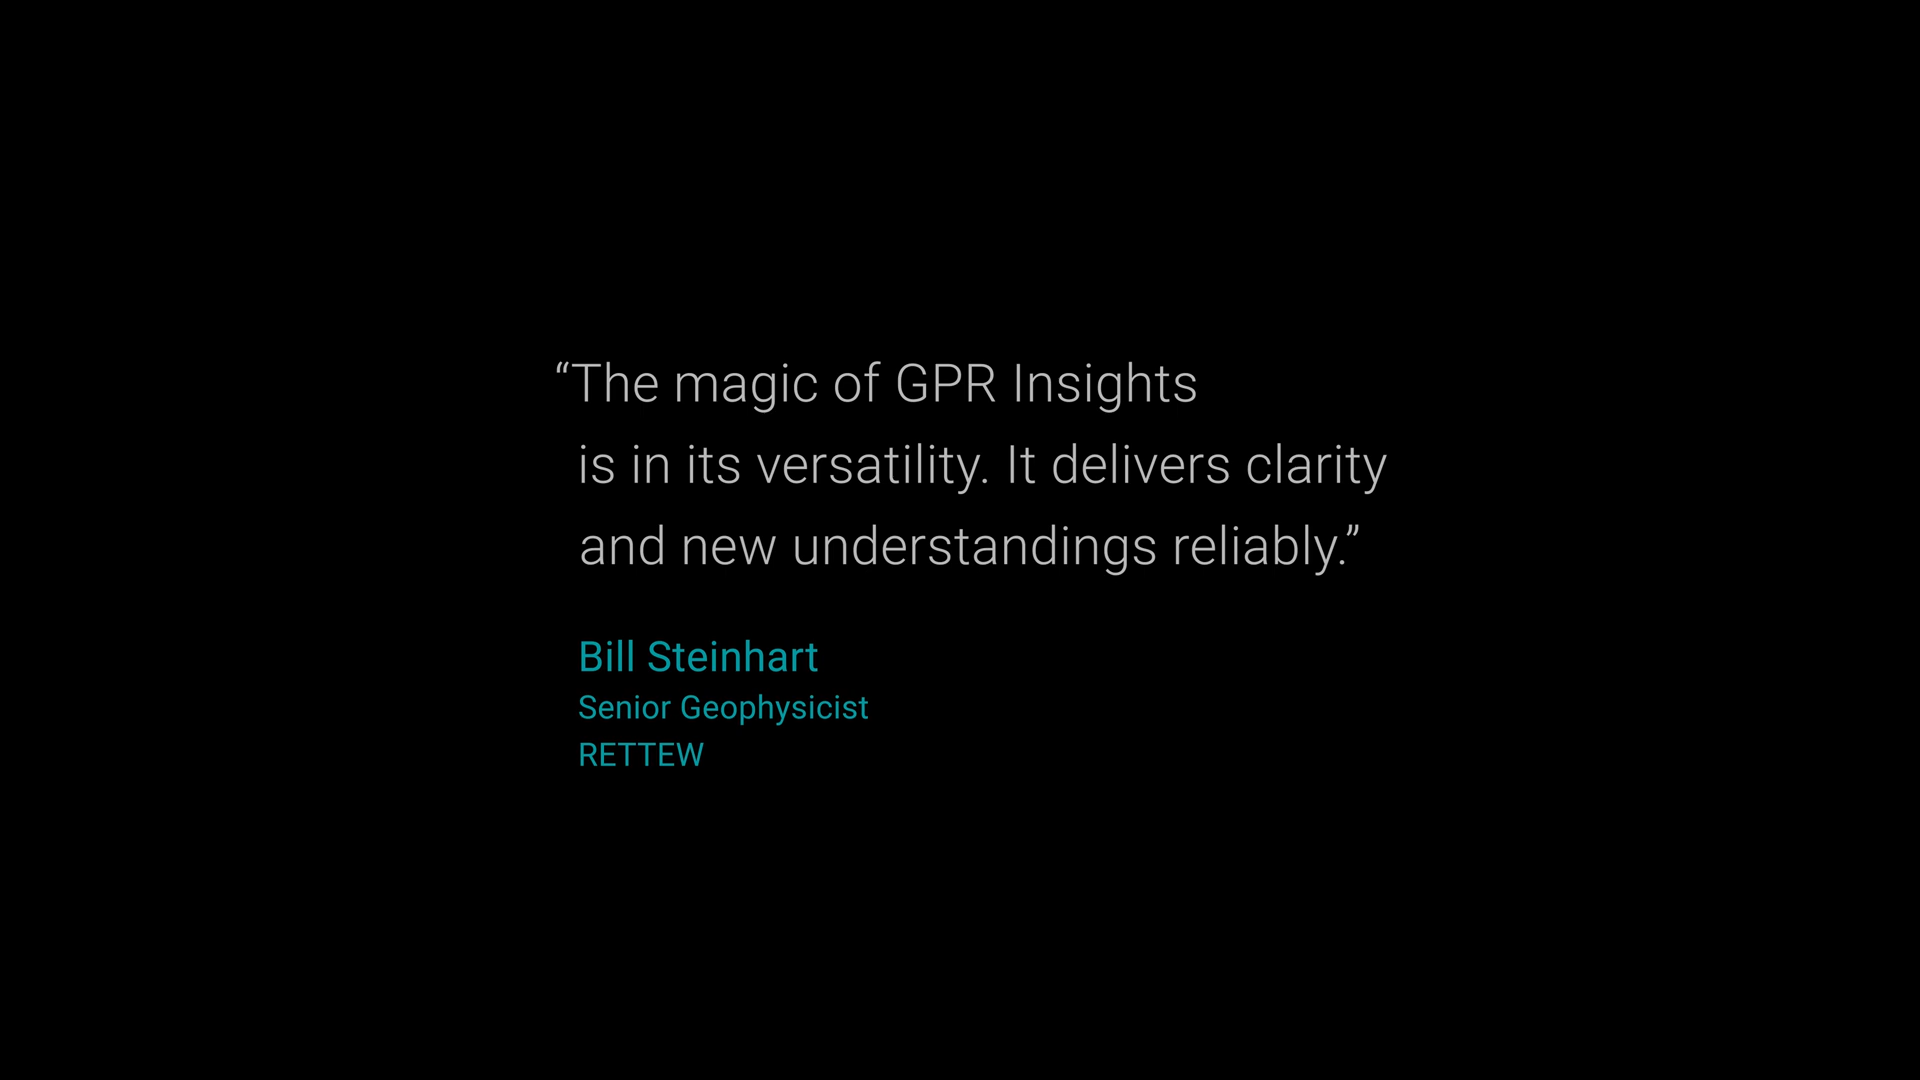 “The magic of GPR Insights
is in its versatility. It delivers clarity
and new understandings reliably.”
Bill Steinhart
Senior Geophysicist
RETTEW